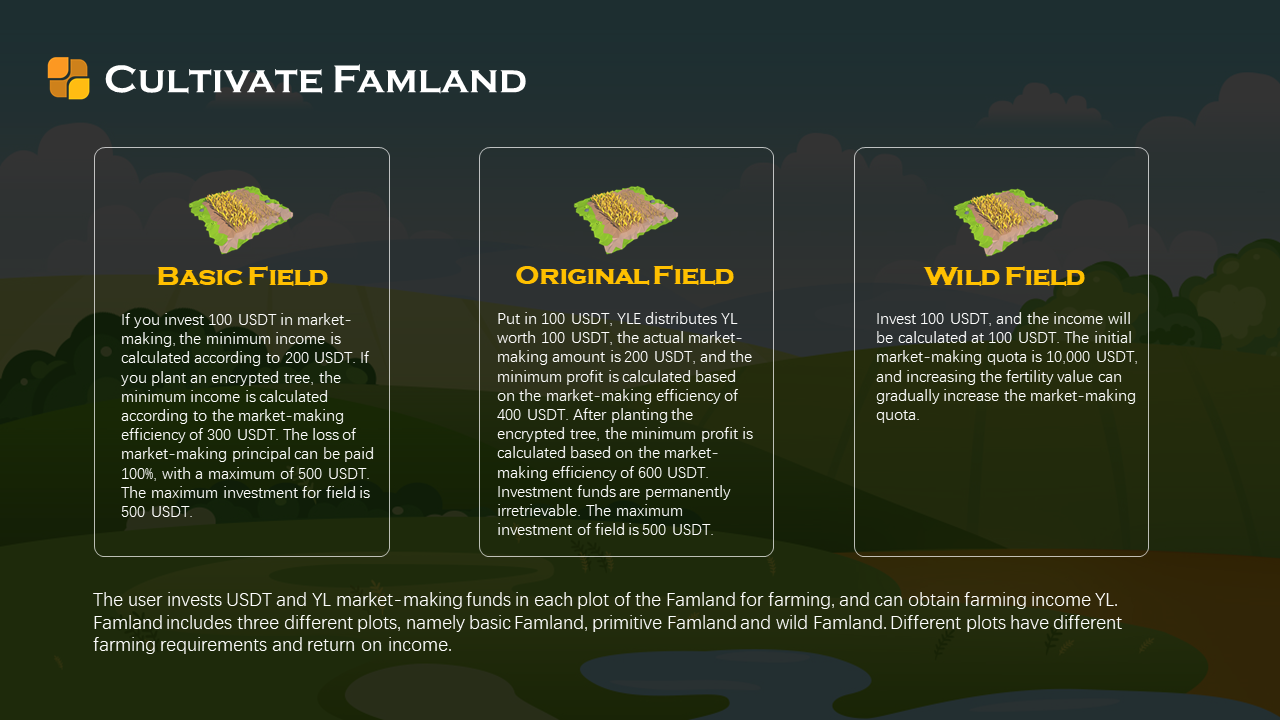 Cultivate Famland
Basic Field
If you invest 100 USDT in market-
making, the minimum income is
calculated according to 200 USDT. If
you plant an encrypted tree, the
minimum income is calculated
according to the market-making
efficiency of 300 USDT. The loss of
market-making principal can be paid
100%, with a maximum of 500 USDT.
The maximum investment for field is
500 USDT.
Original Field
Put in 100 USDT, YLE distributes YL
worth 100 USDT, the actual market-
making amount is 200 USDT, and the
minimum profit is calculated based
on the market-making efficiency of
400 USDT. After planting the
encrypted tree, the minimum profit is
calculated based on the market-
making efficiency of 600 USDT.
Investment funds are permanently
irretrievable. The maximum
investment of field is 500 USDT.
Wild Field
Invest 100 USDT, and the income will
be calculated at 100 USDT. The initial
market-making quota is 10,000 USDT,
and increasing the fertility value can
gradually increase the market-making
quota.
The user invests USDT and YL market-making funds in each plot of the Famland for farming, and can obtain farming income YL.
Famland includes three different plots, namely basic Famland, primitive Famland and wild Famland. Different plots have different
farming requirements and return on income.